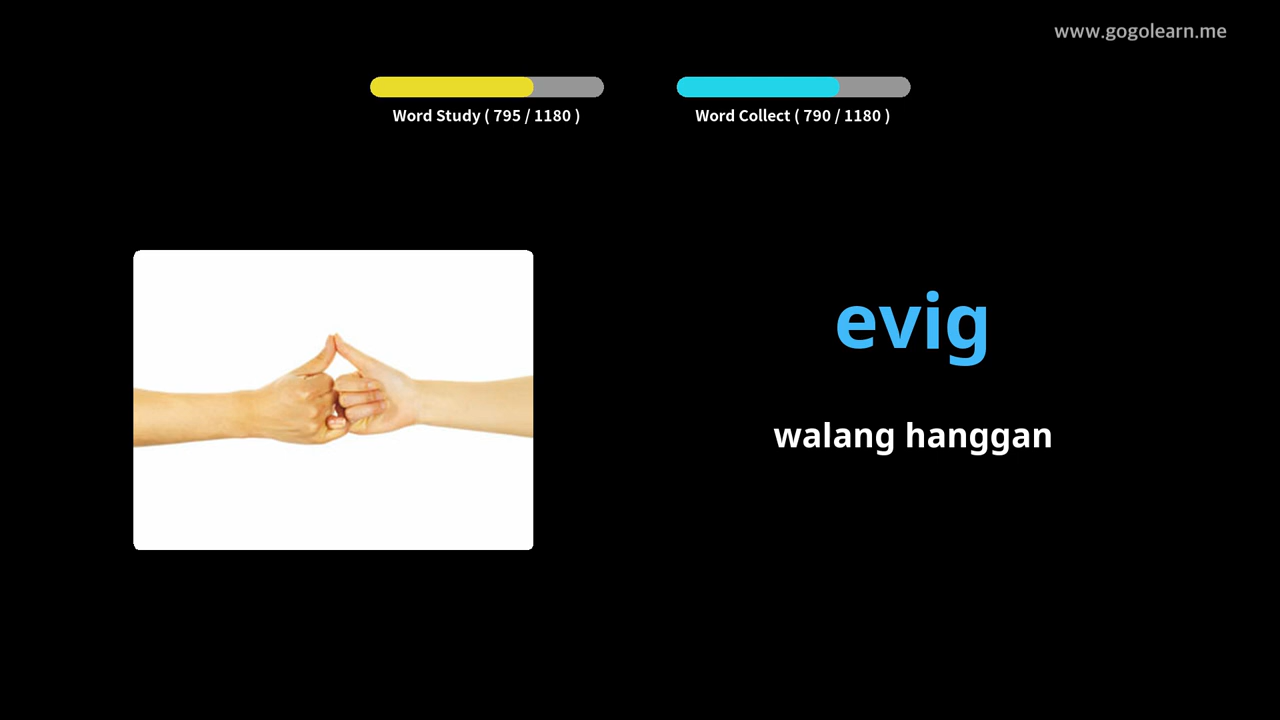 www.gogolearn.me
Word Study ( 795 / 1180 )
Word Collect ( 790 / 1180 )
evig
walang hanggan